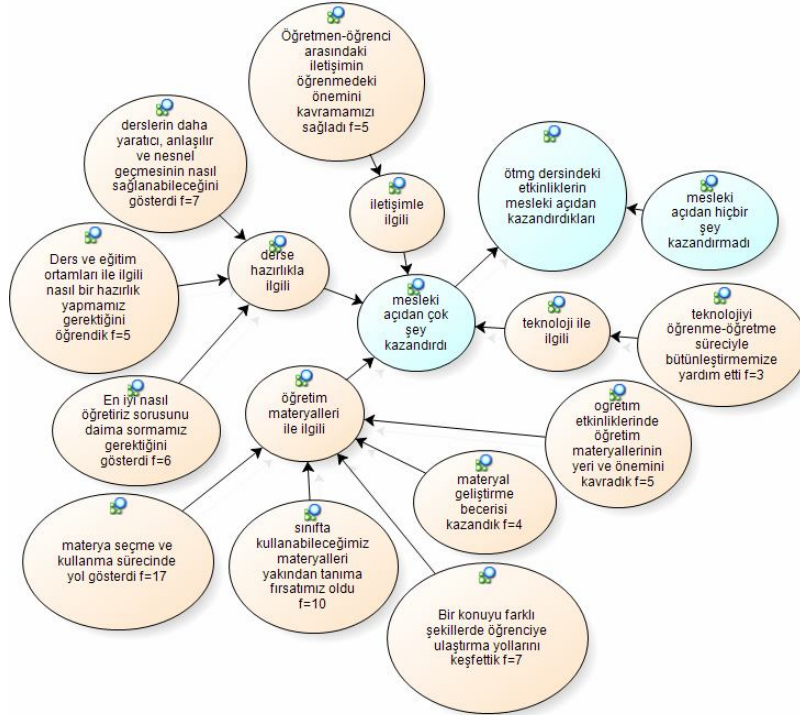 Öğretmen-öğrenci
arasındaki
iletişimin
öğrenmedeki
önemini
kavramamızı
sağladı f=5
derslerin daha
yaratıcı, anlaşılır
ve nesnel
geçmesinin nasıl
sağlanabileceğini
gösterdi f=7
iletişimle
ilgili
ötmg dersindeki
etkinliklerin
mesleki açıdan
kazandırdıkları
mesleki
açıdan hiçbir
şey
kazandırmadı
Ders ve eğitim
ortamları ile ilgili
nasıl bir hazırlık
yapmamız
gerektiğini
öğrendik f=5
derse
hazırlıkla
ilgili
mesleki
açıdan çok
şey
kazandırdı
teknoloji ile
ilgili
teknolojiyi
öğrenme-öğretme
süreciyle
bütünleştirmemize
yardım etti f=3
En iyi nasıl
öğretiriz sorusunu
daima sormamız
gerektiğini
gösterdi f=6
öğretim
materyalleri
ile ilgili
ogretim
etkinliklerinde
öğretim
materyallerinin
yeri ve önemini
kavradık f=5
materya seçme ve
kullanma sürecinde
yol gösterdi f=17
sınıfta
kullanabileceğimiz
materyalleri
yakından tanıma
fırsatımız oldu
f=10
materyal
geliştirme
becerisi
kazandık f=4
Bir konuyu farklı
şekillerde öğrenciye
ulaştırma yollarını
keşfettik f=7